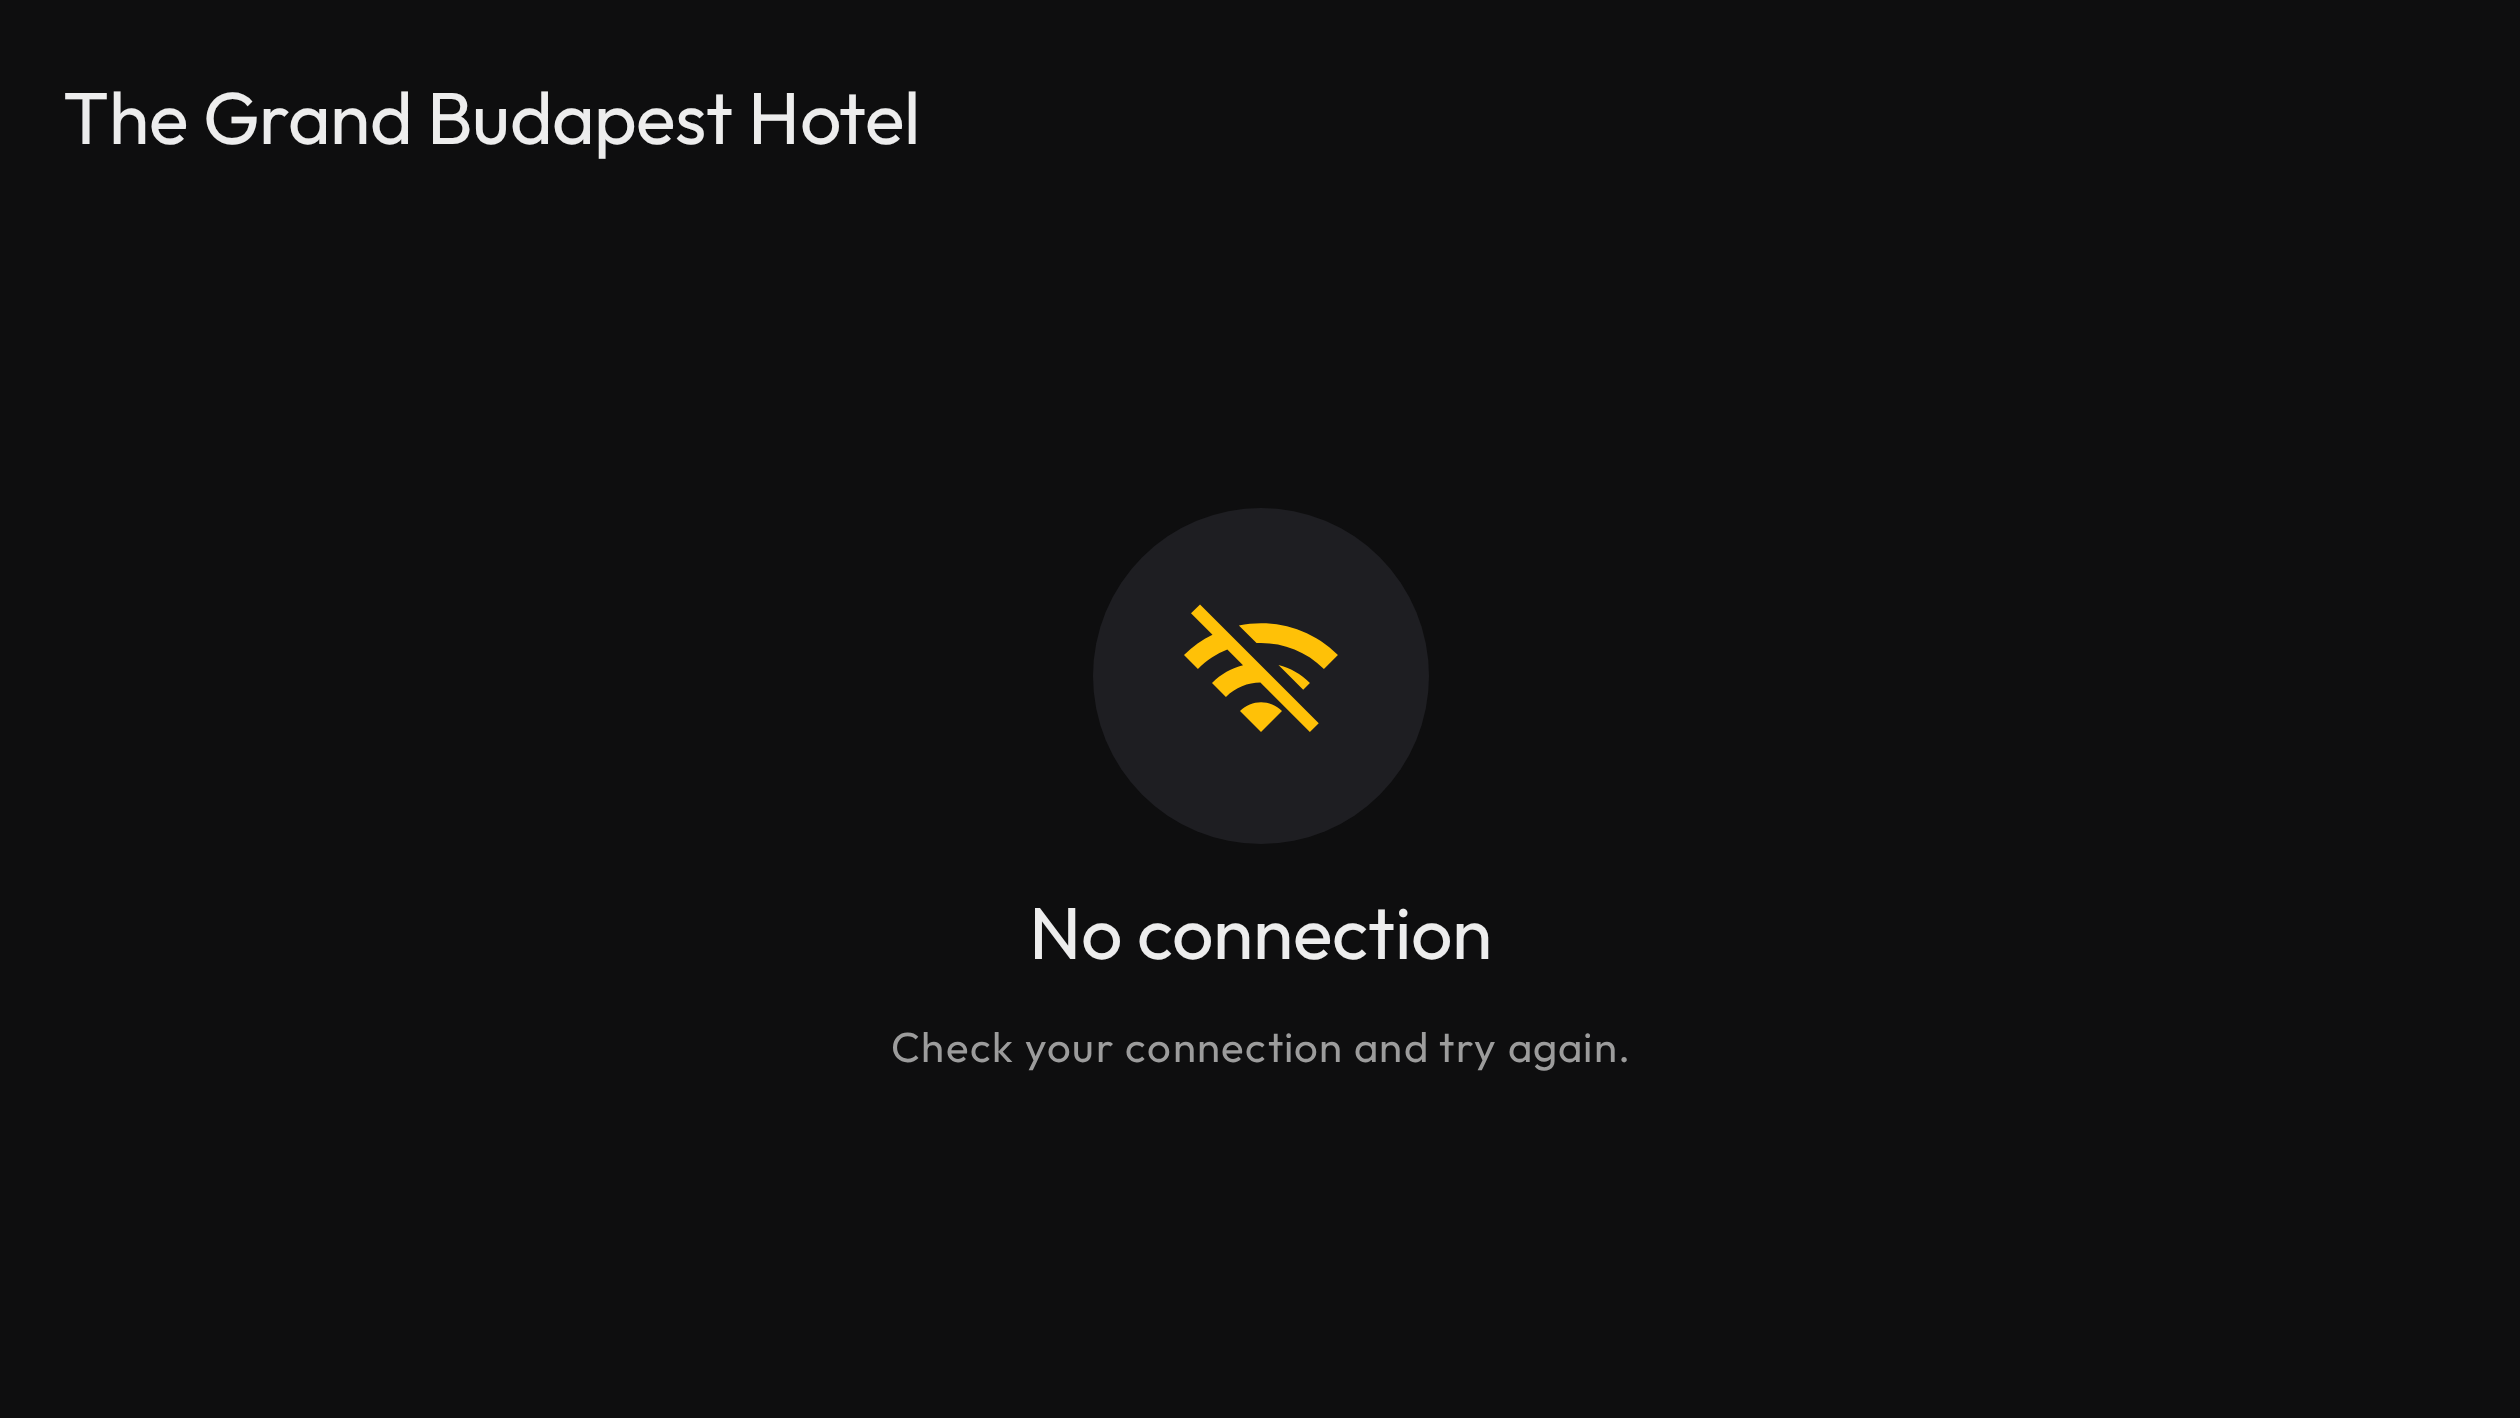 The Grand Budapest Hotel
No connection
Check your connection and try again.